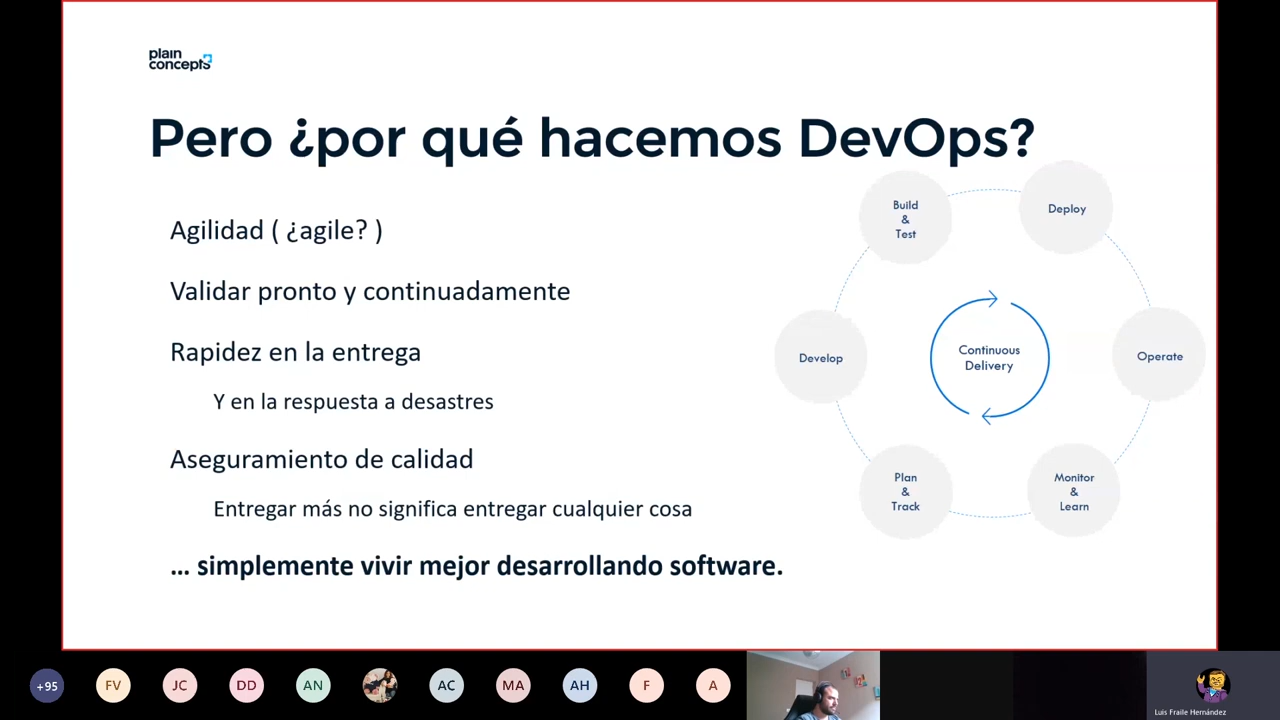 plain
concepts
Pero ¿por qué hacemos DevOps?
Agilidad ( ¿agile? )
Validar pronto y continuadamente
Rapidez en la entrega
Y en la respuesta a desastres
Aseguramiento de calidad
Entregar más no significa entregar cualquier cosa
... simplemente vivir mejor desarrollando software.
Build
&
Test
Deploy
Develop
Continuous
Delivery
Operate
Plan
&
Track
Monitor
&
Learn
+95
FV
JC
DD
AN
AC
MA
AH
F
A
Luis Fraile Hernández